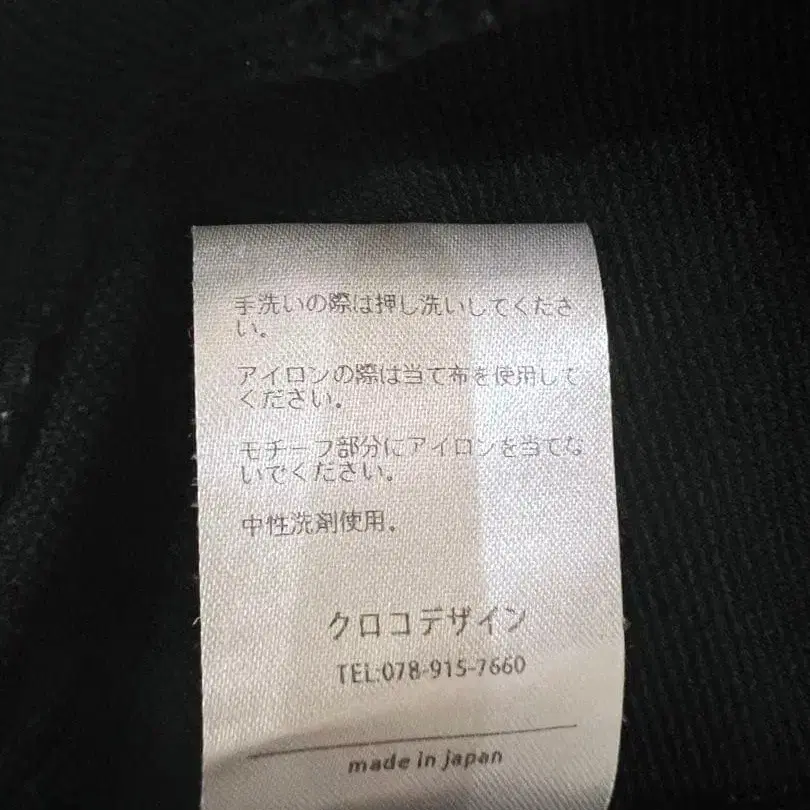 手洗いの際は押し洗いしてくださ
い。
アイロンの際は当て布を使用して
ください。
モチーフ部分にアイロンを当てな
いでください。
中性洗剤使用。
クロコデザイン
TEL:078-915-7660
made in japan